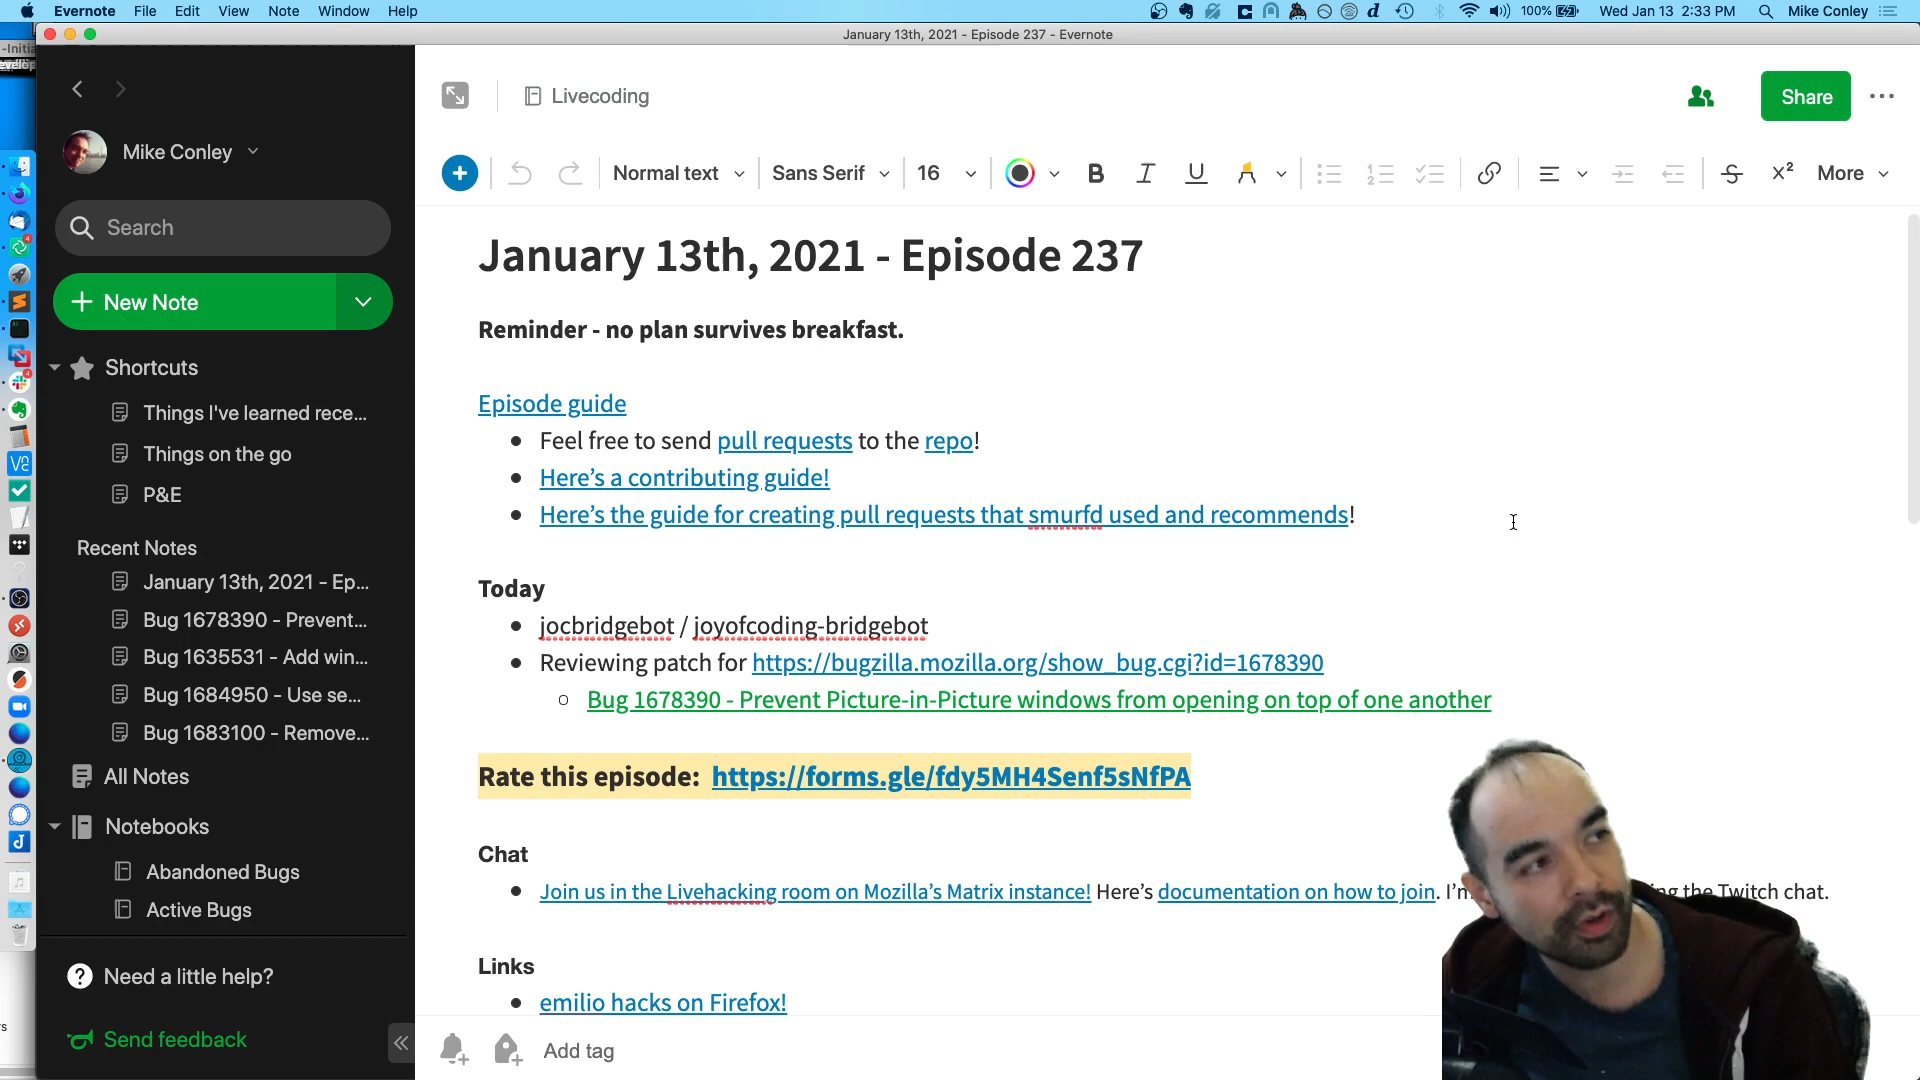 Evernote File Edit View Note Window Help
100% Wed Jan 13 2:33 PM Mike Conley
January 13th, 2021 - Episode 237 - Evernote
Livecoding
Share
Mike Conley
Normal text Sans Serif 16 More
Search
New Note
Shortcuts
Things I've learned rece...
Things on the go
P&E
Recent Notes
January 13th, 2021 - Ep...
Bug 1678390 - Prevent...
Bug 1635531 - Add win...
Bug 1684950 - Use se...
Bug 1683100 - Remove...
All Notes
Notebooks
Abandoned Bugs
Active Bugs
Need a little help?
Send feedback
January 13th, 2021 - Episode 237
Reminder - no plan survives breakfast.
Episode guide
Feel free to send pull requests to the repo!
Here's a contributing guide!
Here's the guide for creating pull requests that smurfd used and recommends!
Today
jocbridgebot / joyofcoding-bridgebot
Reviewing patch for https://bugzilla.mozilla.org/show_bug.cgi?id=1678390
Bug 1678390 - Prevent Picture-in-Picture windows from opening on top of one another
Rate this episode: https://forms.gle/fdy5MH4Senf5sNfPA
Chat
Join us in the Livehacking room on Mozilla's Matrix instance! Here's documentation on how to join. the Twitch chat.
Links
emilio hacks on Firefox!
Add tag